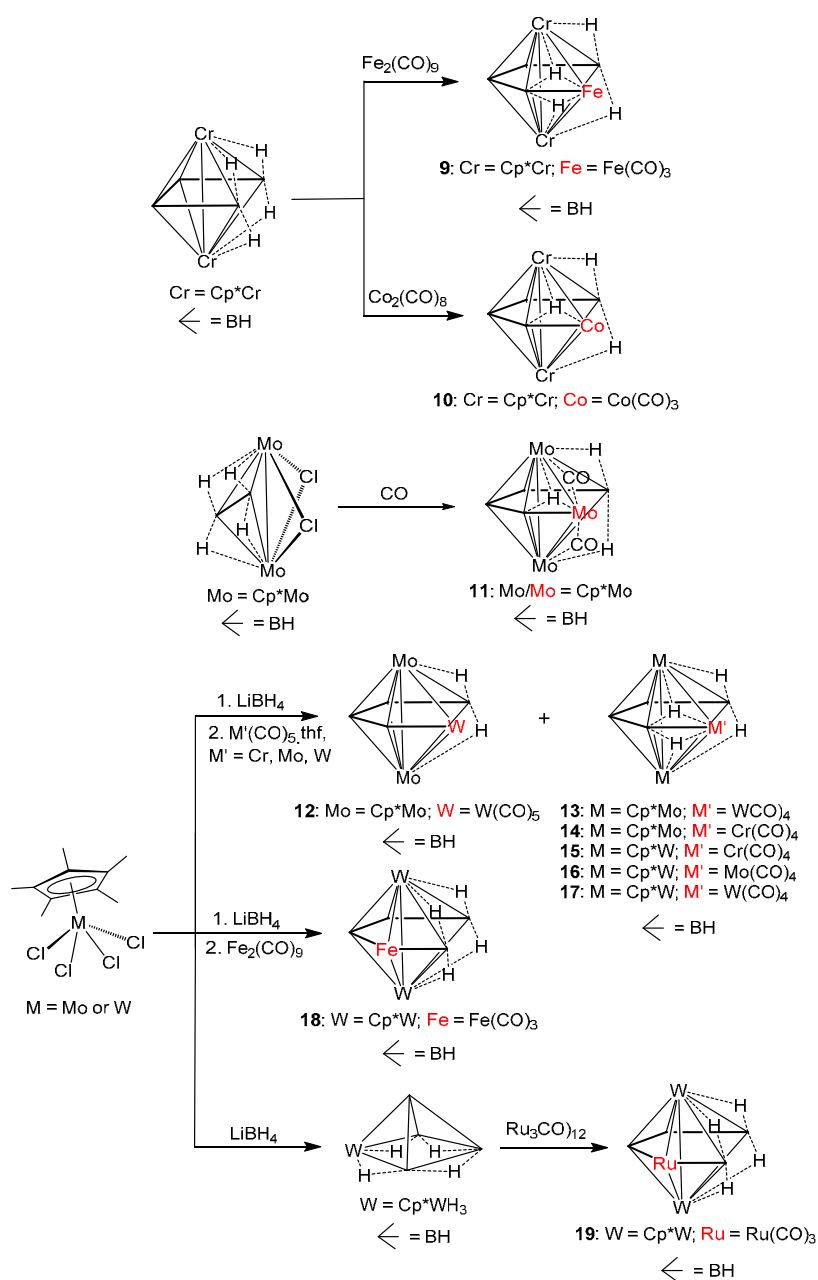 Fe2(CO)9
Cr
H
H
Fe
H
H
Cr
9: Cr = Cp*Cr; Fe = Fe(CO)3
= BH
Cr
H
H
H
H
Cr
Cr = Cp*Cr
= BH
Co2(CO)8
Cr
H
H
Co
H
Cr
10: Cr = Cp*Cr; Co = Co(CO)3
= BH
Mo
H
Cl
H
Cl
H
H
Mo
Mo = Cp*Mo
= BH
CO
Mo
H
CO
H
Mo
CO
H
Mo
11: Mo/Mo = Cp*Mo
= BH
1. LiBH4
2. M'(CO)5.thf,
M' = Cr, Mo, W
Mo
H
W
H
Mo
12: Mo = Cp*Mo; W = W(CO)5
= BH
+
M
H
H
M'
H
H
M
13: M = Cp*Mo; M' = WCO)4
14: M = Cp*Mo; M' = Cr(CO)4
15: M = Cp*W; M' = Cr(CO)4
16: M = Cp*W; M' = Mo(CO)4
17: M = Cp*W; M' = W(CO)4
= BH
M
Cl
Cl
Cl
Cl
M = Mo or W
1. LiBH4
2. Fe2(CO)9
W
H
H
Fe
H
H
W
18: W = Cp*W; Fe = Fe(CO)3
= BH
LiBH4
W
H
H
H
H
W = Cp*WH3
= BH
Ru3CO)12
W
H
H
Ru
H
H
W
19: W = Cp*W; Ru = Ru(CO)3
= BH